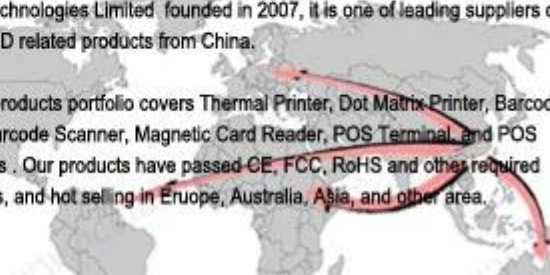 chnologies Limited founded in 2007, it is one of leading suppliers o
D related products from China.
roducts portfolio covers Thermal Printer, Dot Matrix Printer, Barcod
arcode Scanner, Magnetic Card Reader, POS Terminal, and POS
s . Our products have passed CE, FCC, RoHS and other required
s, and hot selling in Eruope, Australia, Asia, and other area.